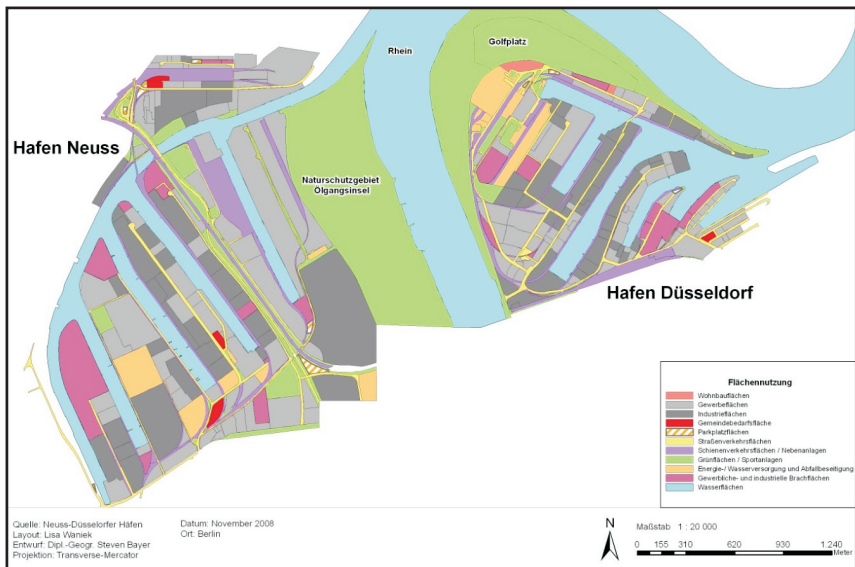 Rhein
Golfplatz
Hafen Neuss
Naturschutzgebiet
Ölgangsinsel
Hafen Düsseldorf
Flächennutzung
Wohnbauflächen
Gewerbeflächen
Industrieflächen
Gemeindebedarfsfläche
Parkplatzflächen
Straßenverkehrsflächen
Schienenverkehrsflächen / Nebenanlagen
Grünflächen / Sportanlagen
Energie-/ Wasserversorgung und Abfallbeseitigung
Gewerbliche- und industrielle Brachflächen
Wasserflächen
Quelle: Neuss-Düsselorfer Häfen
Layout: Lisa Waniek
Entwurf: Dipl.-Geogr. Steven Bayer
Projektion: Transverse-Mercator
Datum: November 2008
Ort: Berlin
N
Maßstab 1 : 20 000
0 155 310 620 930 1.240
Meter